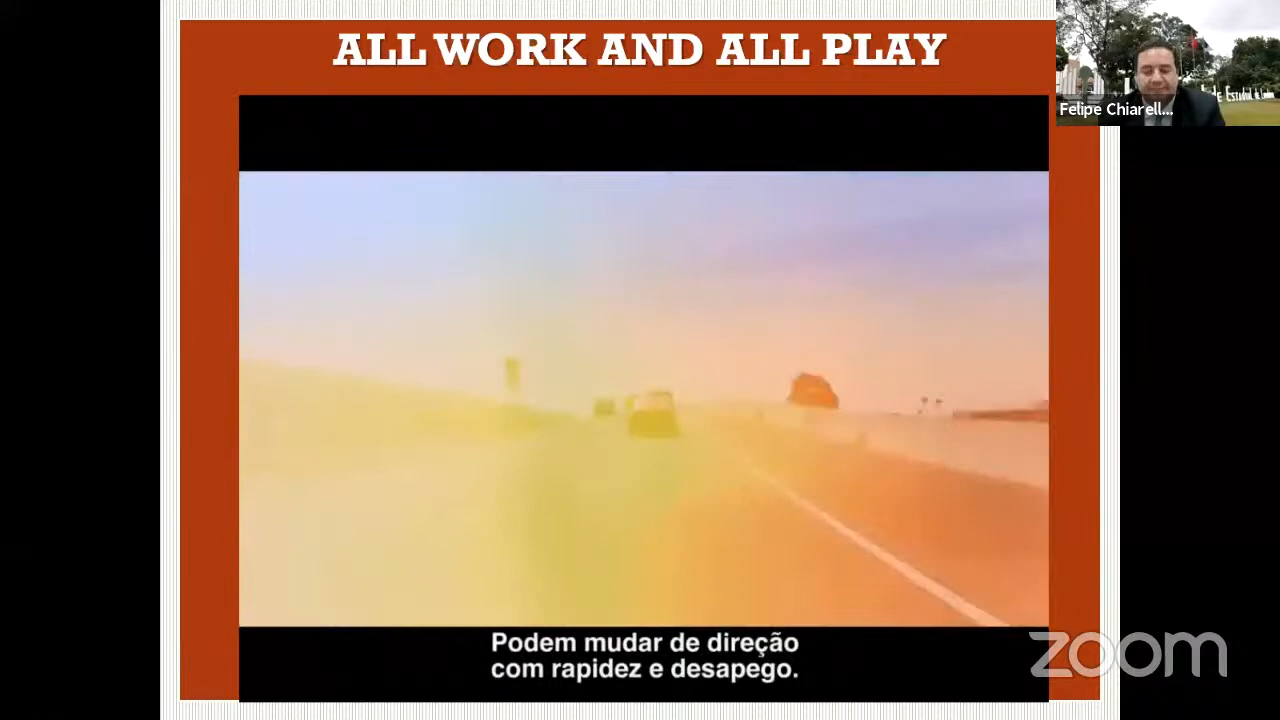 ALL WORK AND ALL PLAY
Felipe Chiarell...
Podem mudar de direção
com rapidez e desapego.
zoom